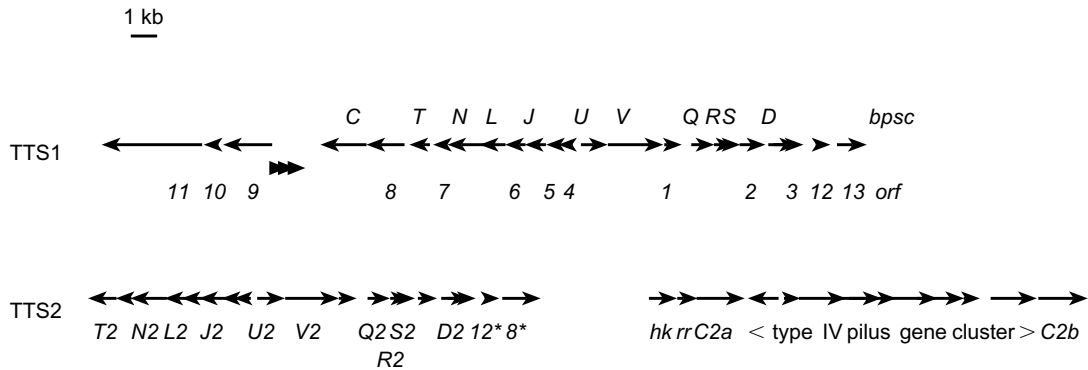 1 kb
C T N L J U V Q R S D bpsc
TTS1
11 10 9 8 7 6 5 4 1 2 3 12 13 orf
TTS2
T2 N2 L2 J2 U2 V2 Q2 S2 D2 12* 8* hk rr C2a < type IV pilus gene cluster > C2b
R2